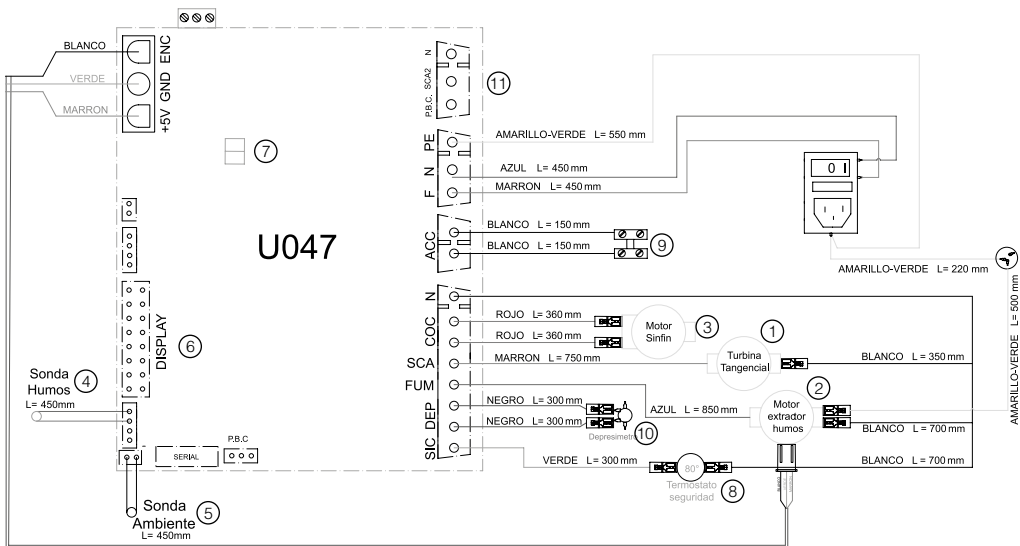 BLANCO
VERDE
MARRON
ENC
GND
+5V
7
U047
N
SCA2
P.B.C.
11
PE
N
F
AMARILLO-VERDE L= 550 mm
AZUL L= 450 mm
MARRON L= 450 mm
0 I
ACC
BLANCO L = 150 mm
BLANCO L = 150 mm
9
AMARILLO-VERDE L= 220 mm
AMARILLO-VERDE L= 500 mm
N
COC
SCA
FUM
DEP
SIC
ROJO L= 360 mm
ROJO L= 360 mm
Motor
Sinfin
3
1
MARRON L = 750 mm
Turbina
Tangencial
BLANCO L = 350 mm
2
NEGRO L= 300 mm
NEGRO L= 300 mm
Depresimetro
10
AZUL L = 850 mm
Motor
extrador
humos
BLANCO L = 700 mm
VERDE L= 300 mm
80°
Termostato
seguridad
8
BLANCO L = 700 mm
DISPLAY
6
Sonda
Humos
4
L= 450mm
SERIAL
P.B.C
Sonda
Ambiente
5
L= 450mm